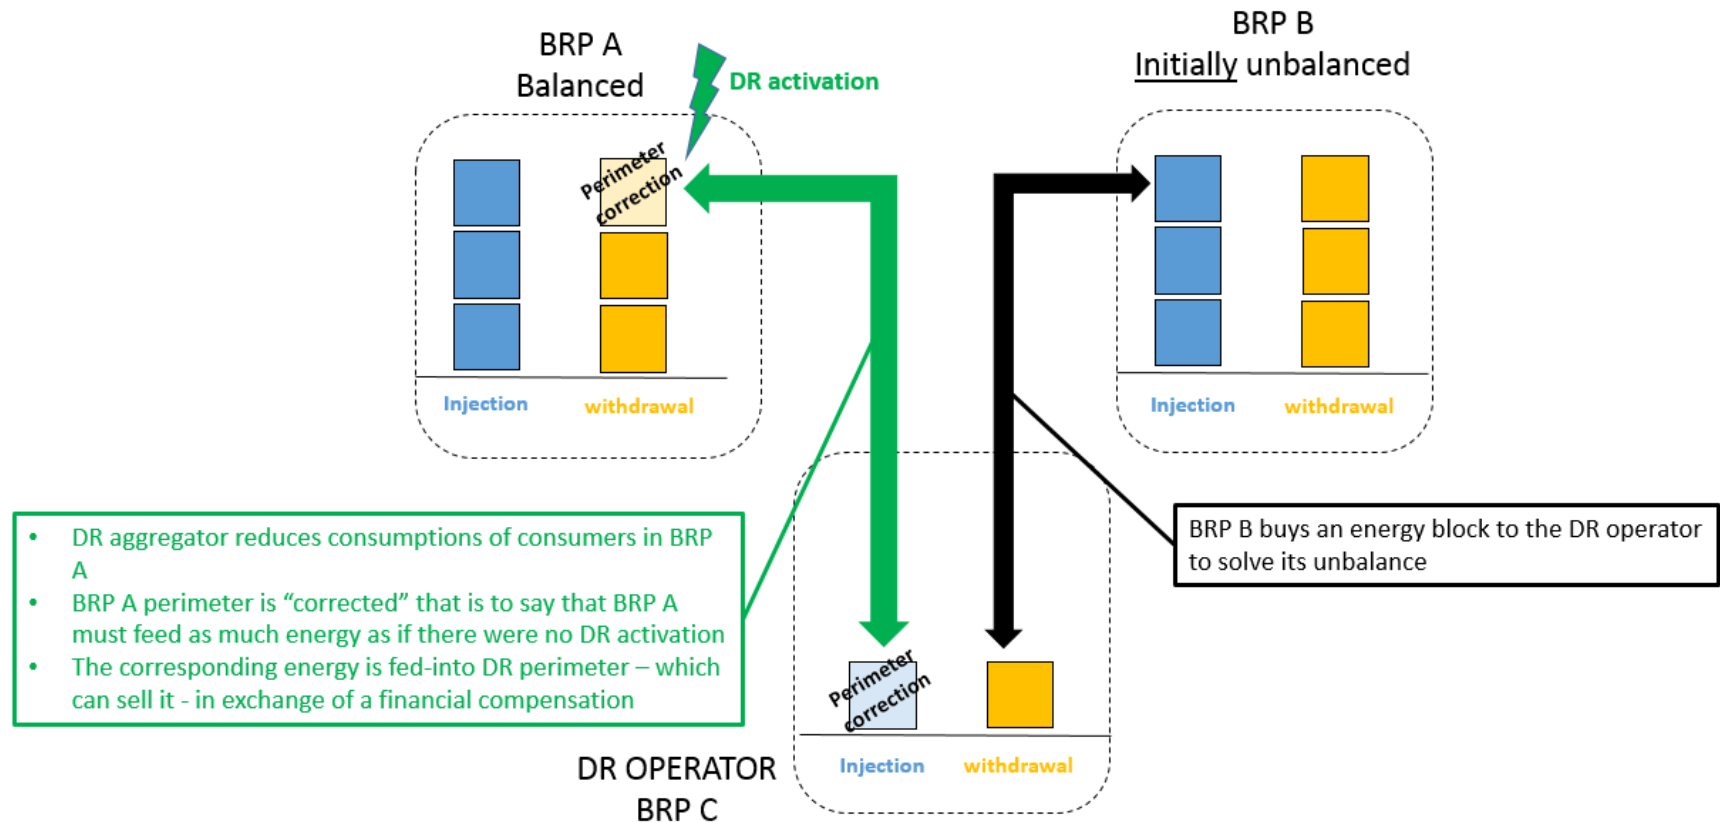 BRP A
Balanced
DR activation
BRP B
Initially unbalanced
Perimeter
correction
Injection
withdrawal
Injection
withdrawal
• DR aggregator reduces consumptions of consumers in BRP
A
• BRP A perimeter is “corrected” that is to say that BRP A
must feed as much energy as if there were no DR activation
• The corresponding energy is fed-into DR perimeter – which
can sell it - in exchange of a financial compensation
BRP B buys an energy block to the DR operator
to solve its unbalance
Perimeter
correction
Injection
withdrawal
DR OPERATOR
BRP C